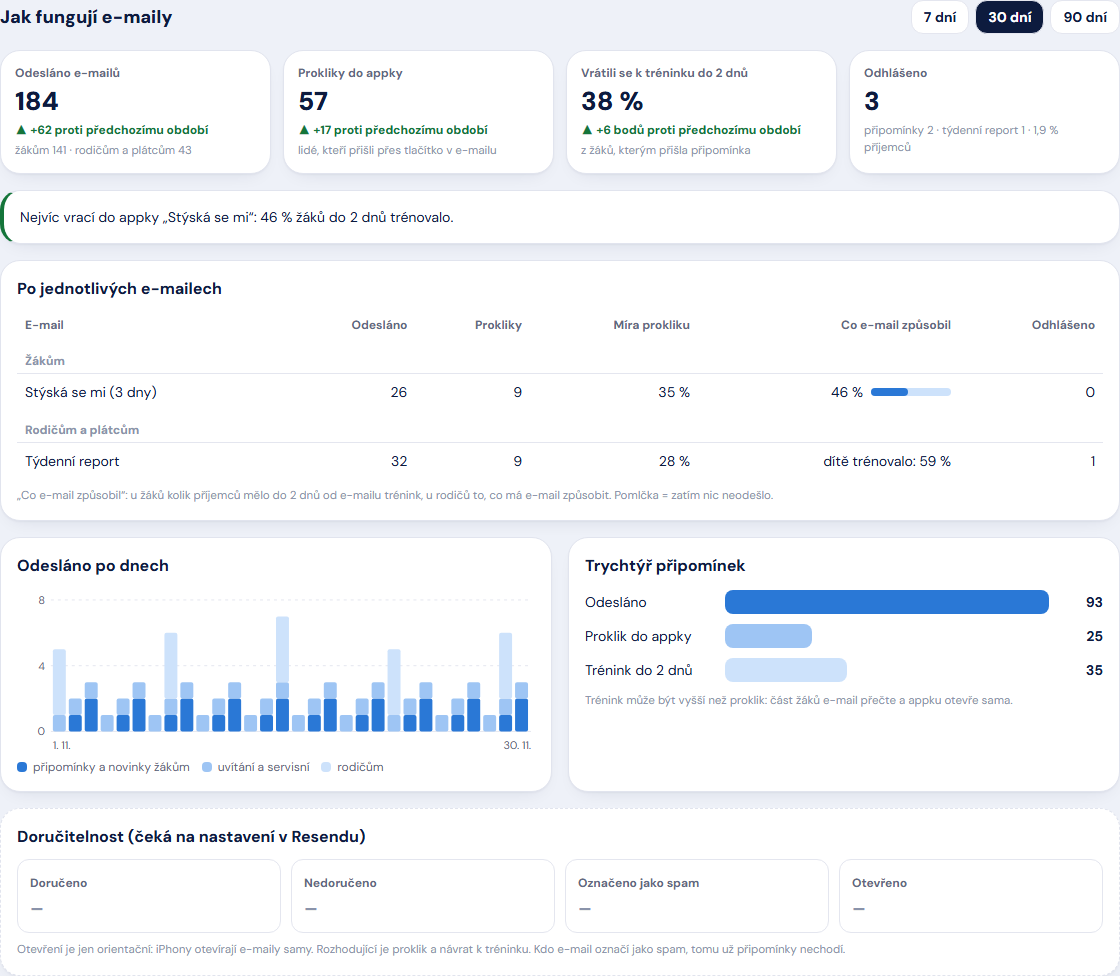 Jak fungují e-maily
7 dní
30 dní
90 dní
Odesláno e-mailů
184
▲ +62 proti předchozímu období
žákům 141 · rodičům a plátcům 43
Prokliky do appky
57
▲ +17 proti předchozímu období
lidé, kteří přišli přes tlačítko v e-mailu
Vrátili se k tréninku do 2 dnů
38 %
▲ +6 bodů proti předchozímu období
z žáků, kterým přišla připomínka
Odhlášeno
3
připomínky 2 · týdenní report 1 · 1,9 %
příjemců
Nejvíc vrací do appky „Stýská se mi“: 46 % žáků do 2 dnů trénovalo.
Po jednotlivých e-mailech
E-mail Odesláno Prokliky Míra prokliku Co e-mail způsobil Odhlášeno
Žákům
Stýská se mi (3 dny) 26 9 35 % 46 % 0
Rodičům a plátcům
Týdenní report 32 9 28 % dítě trénovalo: 59 % 1
„Co e-mail způsobil“: u žáků kolik příjemců mělo do 2 dnů od e-mailu trénink, u rodičů to, co má e-mail způsobit. Pomlčka = zatím nic neodešlo.
Odesláno po dnech
8
4
0
1. 11.
30. 11.
připomínky a novinky žákům
uvítání a servisní
rodičům
Trychtýř připomínek
Odesláno 93
Proklik do appky 25
Trénink do 2 dnů 35
Trénink může být vyšší než proklik: část žáků e-mail přečte a appku otevře sama.
Doručitelnost (čeká na nastavení v Resendu)
Doručeno
—
Nedoručeno
—
Označeno jako spam
—
Otevřeno
—
Otevření je jen orientační: iPhony otevírají e-maily samy. Rozhodující je proklik a návrat k tréninku. Kdo e-mail označí jako spam, tomu už připomínky nechodí.